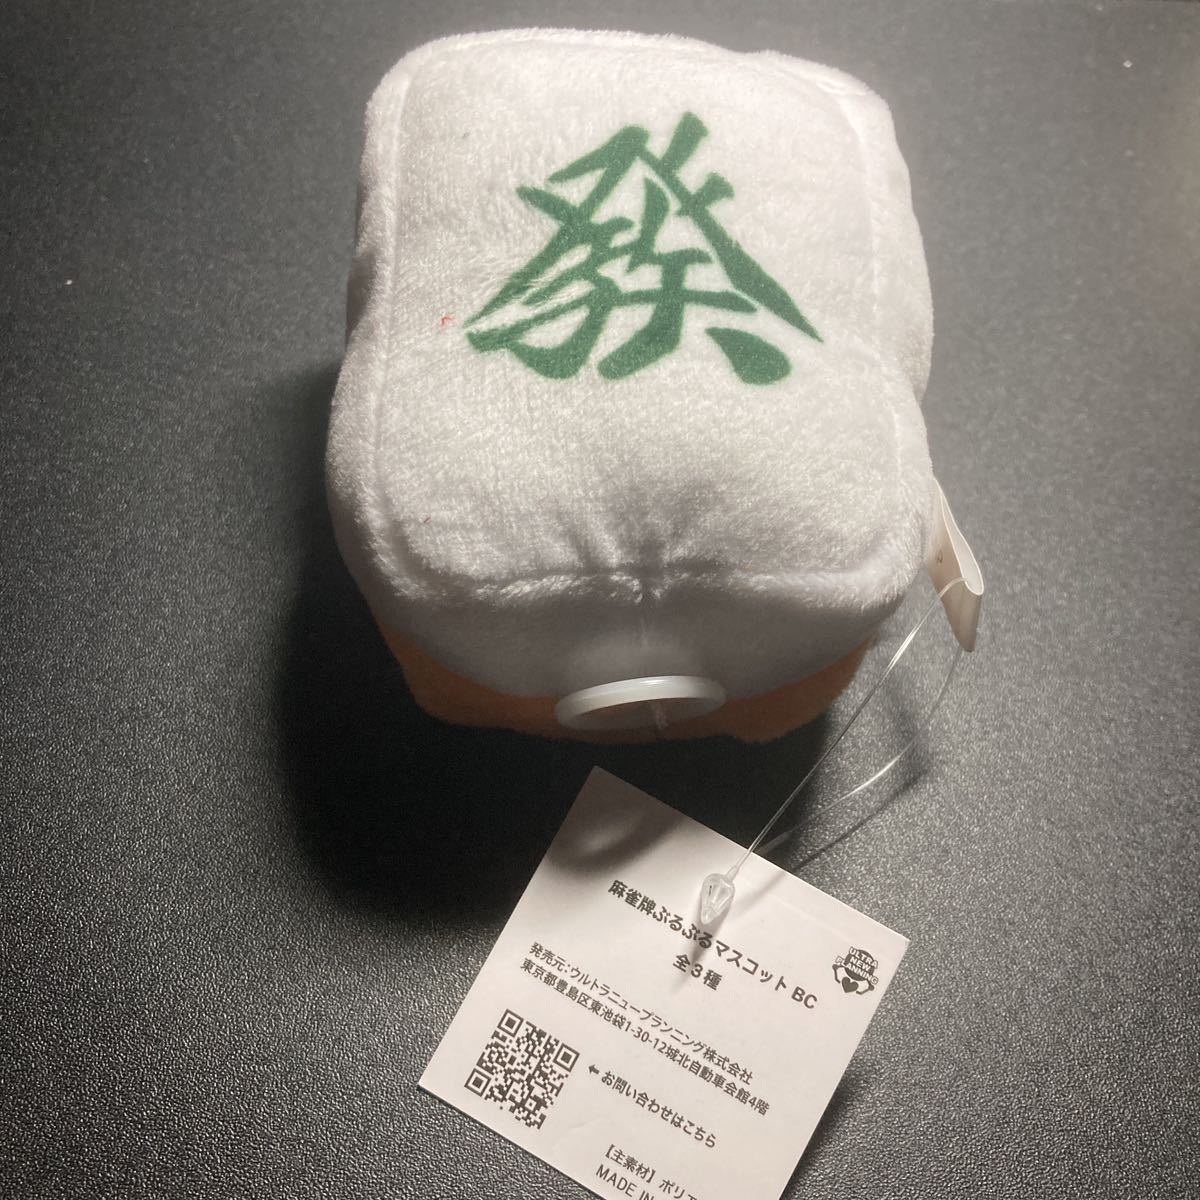 發
麻雀牌ぷるぷるマスコット BC
全3種
ULTRA
NEW
PLANNING
発売元:ウルトラニュープランニング株式会社
東京都豊島区東池袋1-30-12城北自動車会館4階
←お問い合わせはこちら
【主素材】ポリエ
MADE IN